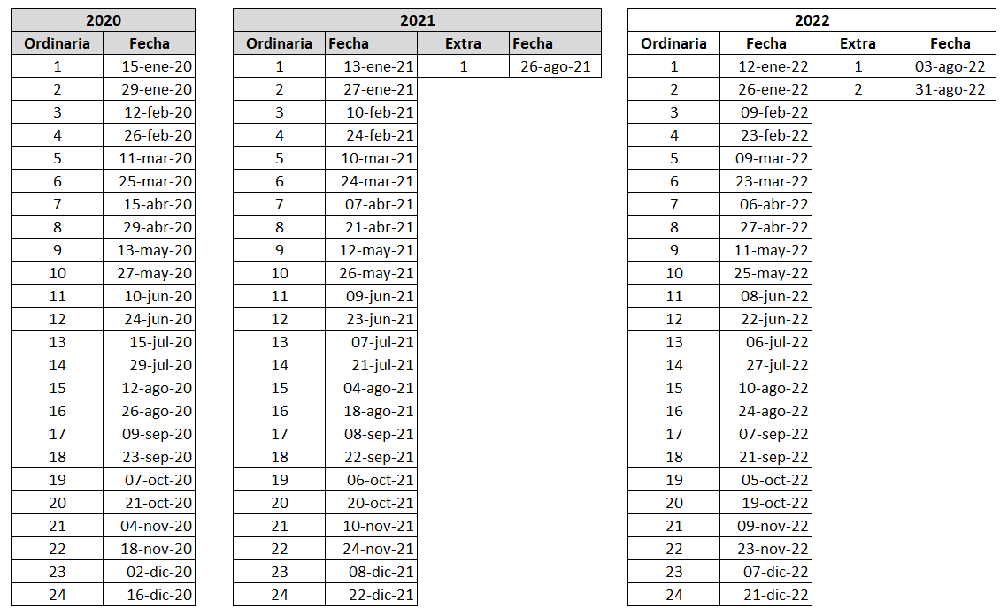 2020 2021 2022
Ordinaria Fecha Ordinaria Fecha Extra Fecha Ordinaria Fecha Extra Fecha
1 15-ene-20 1 13-ene-21 1 26-ago-21 1 12-ene-22 1 03-ago-22
2 29-ene-20 2 27-ene-21 2 26-ene-22 2 31-ago-22
3 12-feb-20 3 10-feb-21 3 09-feb-22
4 26-feb-20 4 24-feb-21 4 23-feb-22
5 11-mar-20 5 10-mar-21 5 09-mar-22
6 25-mar-20 6 24-mar-21 6 23-mar-22
7 15-abr-20 7 07-abr-21 7 06-abr-22
8 29-abr-20 8 21-abr-21 8 27-abr-22
9 13-may-20 9 12-may-21 9 11-may-22
10 27-may-20 10 26-may-21 10 25-may-22
11 10-jun-20 11 09-jun-21 11 08-jun-22
12 24-jun-20 12 23-jun-21 12 22-jun-22
13 15-jul-20 13 07-jul-21 13 06-jul-22
14 29-jul-20 14 21-jul-21 14 27-jul-22
15 12-ago-20 15 04-ago-21 15 10-ago-22
16 26-ago-20 16 18-ago-21 16 24-ago-22
17 09-sep-20 17 08-sep-21 17 07-sep-22
18 23-sep-20 18 22-sep-21 18 21-sep-22
19 07-oct-20 19 06-oct-21 19 05-oct-22
20 21-oct-20 20 20-oct-21 20 19-oct-22
21 04-nov-20 21 10-nov-21 21 09-nov-22
22 18-nov-20 22 24-nov-21 22 23-nov-22
23 02-dic-20 23 08-dic-21 23 07-dic-22
24 16-dic-20 24 22-dic-21 24 21-dic-22